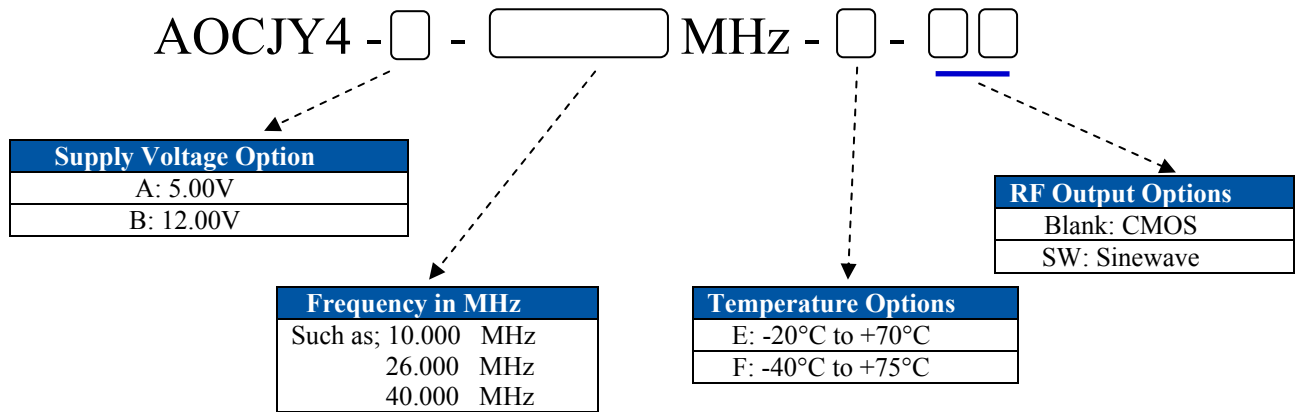 AOCJY4 - - MHz - -
Supply Voltage Option
A: 5.00V
B: 12.00V
RF Output Options
Blank: CMOS
SW: Sinewave
Frequency in MHz
Such as; 10.000 MHz
26.000 MHz
40.000 MHz
Temperature Options
E: -20°C to +70°C
F: -40°C to +75°C